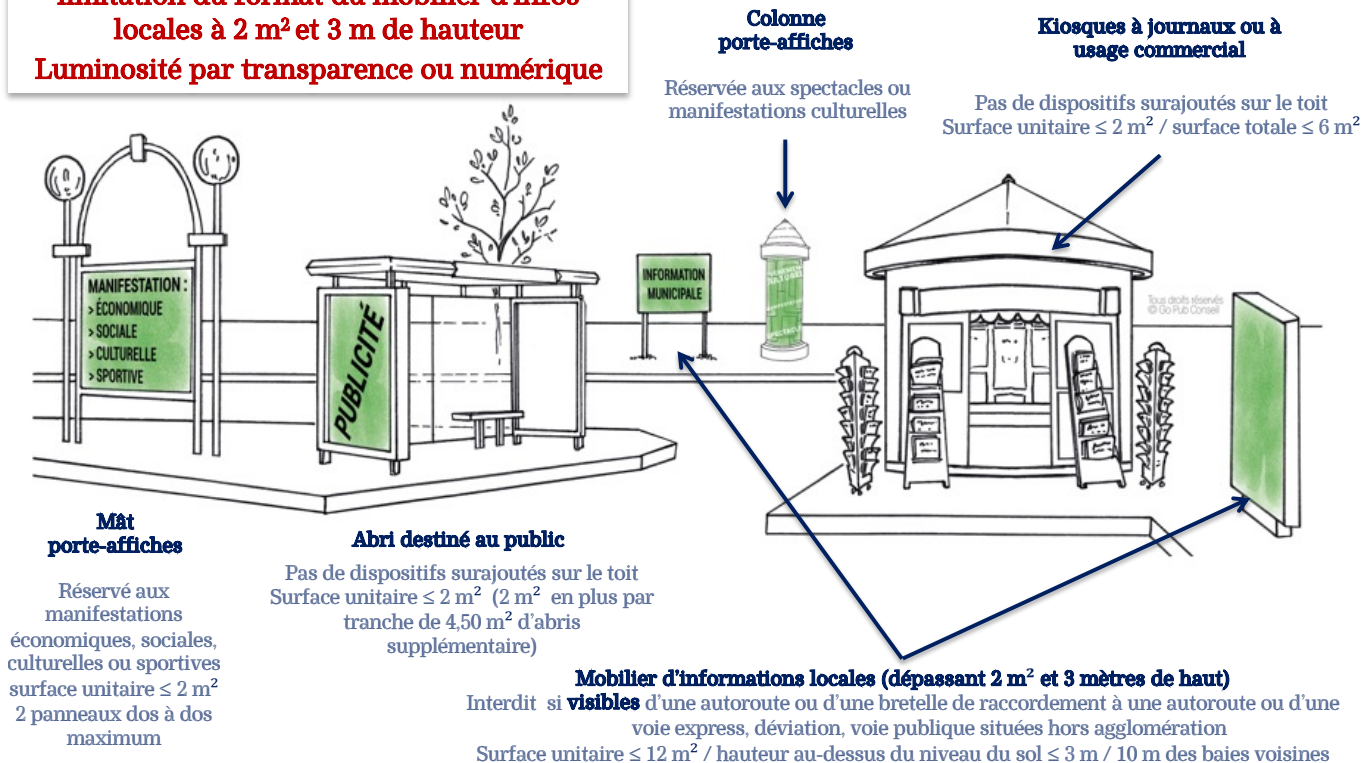 limitation du format du mobilier d'infos
locales à 2 m² et 3 m de hauteur
Luminosité par transparence ou numérique
Colonne
porte-affiches
Réservée aux spectacles ou
manifestations culturelles
Kiosques à journaux ou à
usage commercial
Pas de dispositifs surajoutés sur le toit
Surface unitaire ≤ 2 m² / surface totale ≤ 6 m²
MANIFESTATION :
> ÉCONOMIQUE
> SOCIALE
> CULTURELLE
> SPORTIVE
PUBLICITÉ
INFORMATION
MUNICIPALE
Tous droits réservés
© Go Pub Conseil
Mât
porte-affiches
Réservé aux
manifestations
économiques, sociales,
culturelles ou sportives
surface unitaire ≤ 2 m²
2 panneaux dos à dos
maximum
Abri destiné au public
Pas de dispositifs surajoutés sur le toit
Surface unitaire ≤ 2 m² (2 m² en plus par
tranche de 4,50 m² d'abris
supplémentaire)
Mobilier d'informations locales (dépassant 2 m² et 3 mètres de haut)
Interdit si visibles d'une autoroute ou d'une bretelle de raccordement à une autoroute ou d'une
voie express, déviation, voie publique situées hors agglomération
Surface unitaire ≤ 12 m² / hauteur au-dessus du niveau du sol ≤ 3 m / 10 m des baies voisines